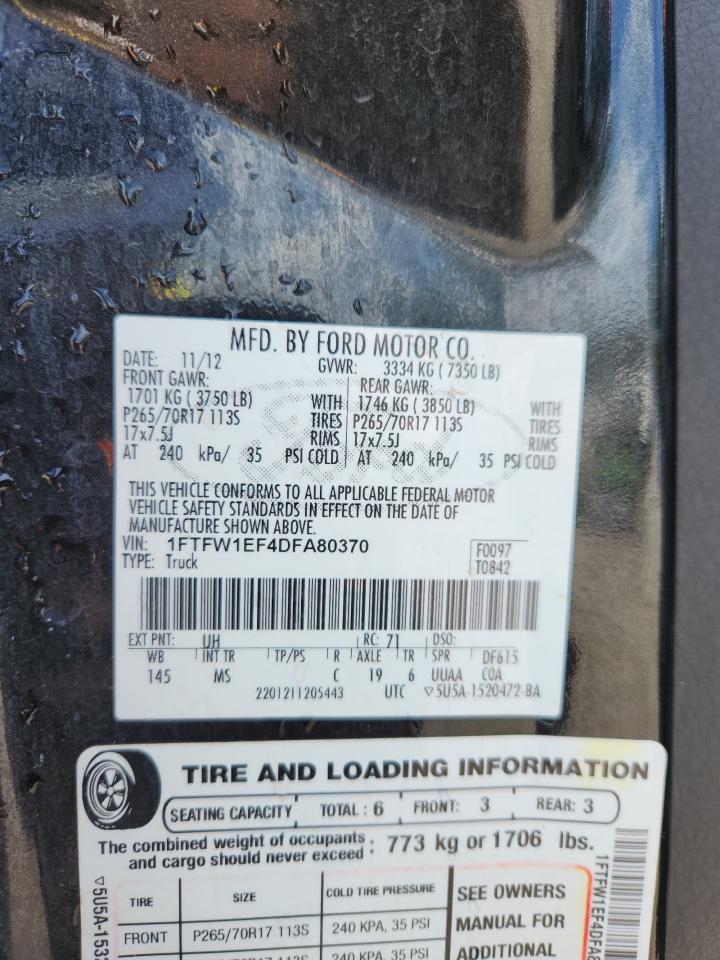 MFD. BY FORD MOTOR CO.
DATE: 11/12 GVWR: 3334 KG ( 7350 LB)
FRONT GAWR: REAR GAWR:
1701 KG ( 3750 LB) WITH 1746 KG ( 3850 LB) WITH
P265/70R17 113S TIRES P265/70R17 113S TIRES
17x7.5J RIMS 17x7.5J RIMS
AT 240 kPa/ 35 PSI COLD AT 240 kPa/ 35 PSI COLD
THIS VEHICLE CONFORMS TO ALL APPLICABLE FEDERAL MOTOR
VEHICLE SAFETY STANDARDS IN EFFECT ON THE DATE OF
MANUFACTURE SHOWN ABOVE.
VIN: 1FTFW1EF4DFA80370 F0097
TYPE: Truck T0842
EXT PNT: UH RC: 71 DSO:
WB INT TR TP/PS R AXLE TR SPR DF615
145 MS C 19 6 UUAA COA
2201211205443 UTC ▽5U5A-1520472-BA
TIRE AND LOADING INFORMATION
SEATING CAPACITY TOTAL : 6 FRONT: 3 REAR: 3
The combined weight of occupants : 773 kg or 1706 lbs.
and cargo should never exceed
TIRE SIZE COLD TIRE PRESSURE SEE OWNERS
FRONT P265/70R17 113S 240 KPA, 35 PSI MANUAL FOR
ADDITIONAL
▽5U5A-153
1FTFW1EF4DFA8